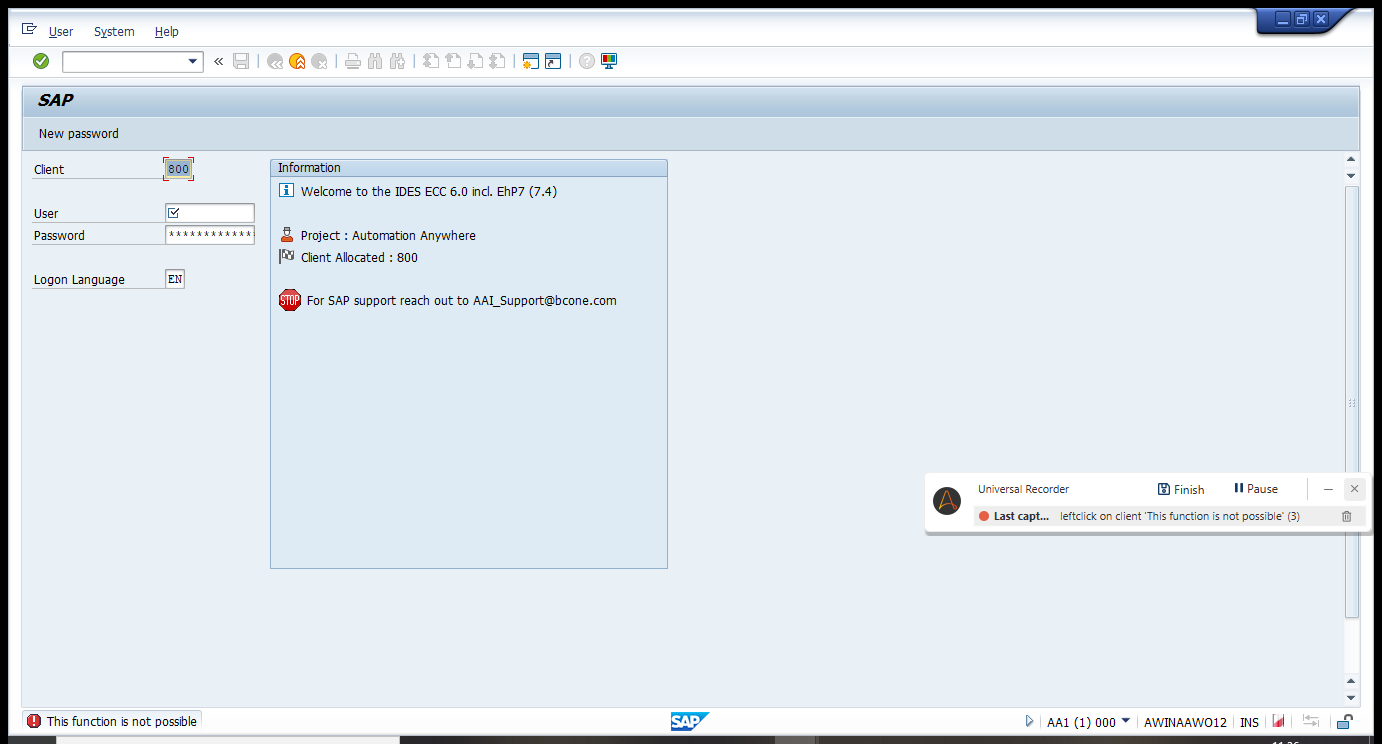 User System Help
SAP
New password
Client 800
User
Password *************
Logon Language EN
Information
Welcome to the IDES ECC 6.0 incl. EhP7 (7.4)
Project : Automation Anywhere
Client Allocated : 800
STOP For SAP support reach out to AAI_Support@bcone.com
Universal Recorder Finish Pause
Last capt... leftclick on client 'This function is not possible' (3)
This function is not possible SAP AA1 (1) 000 AWINAAWO12 INS